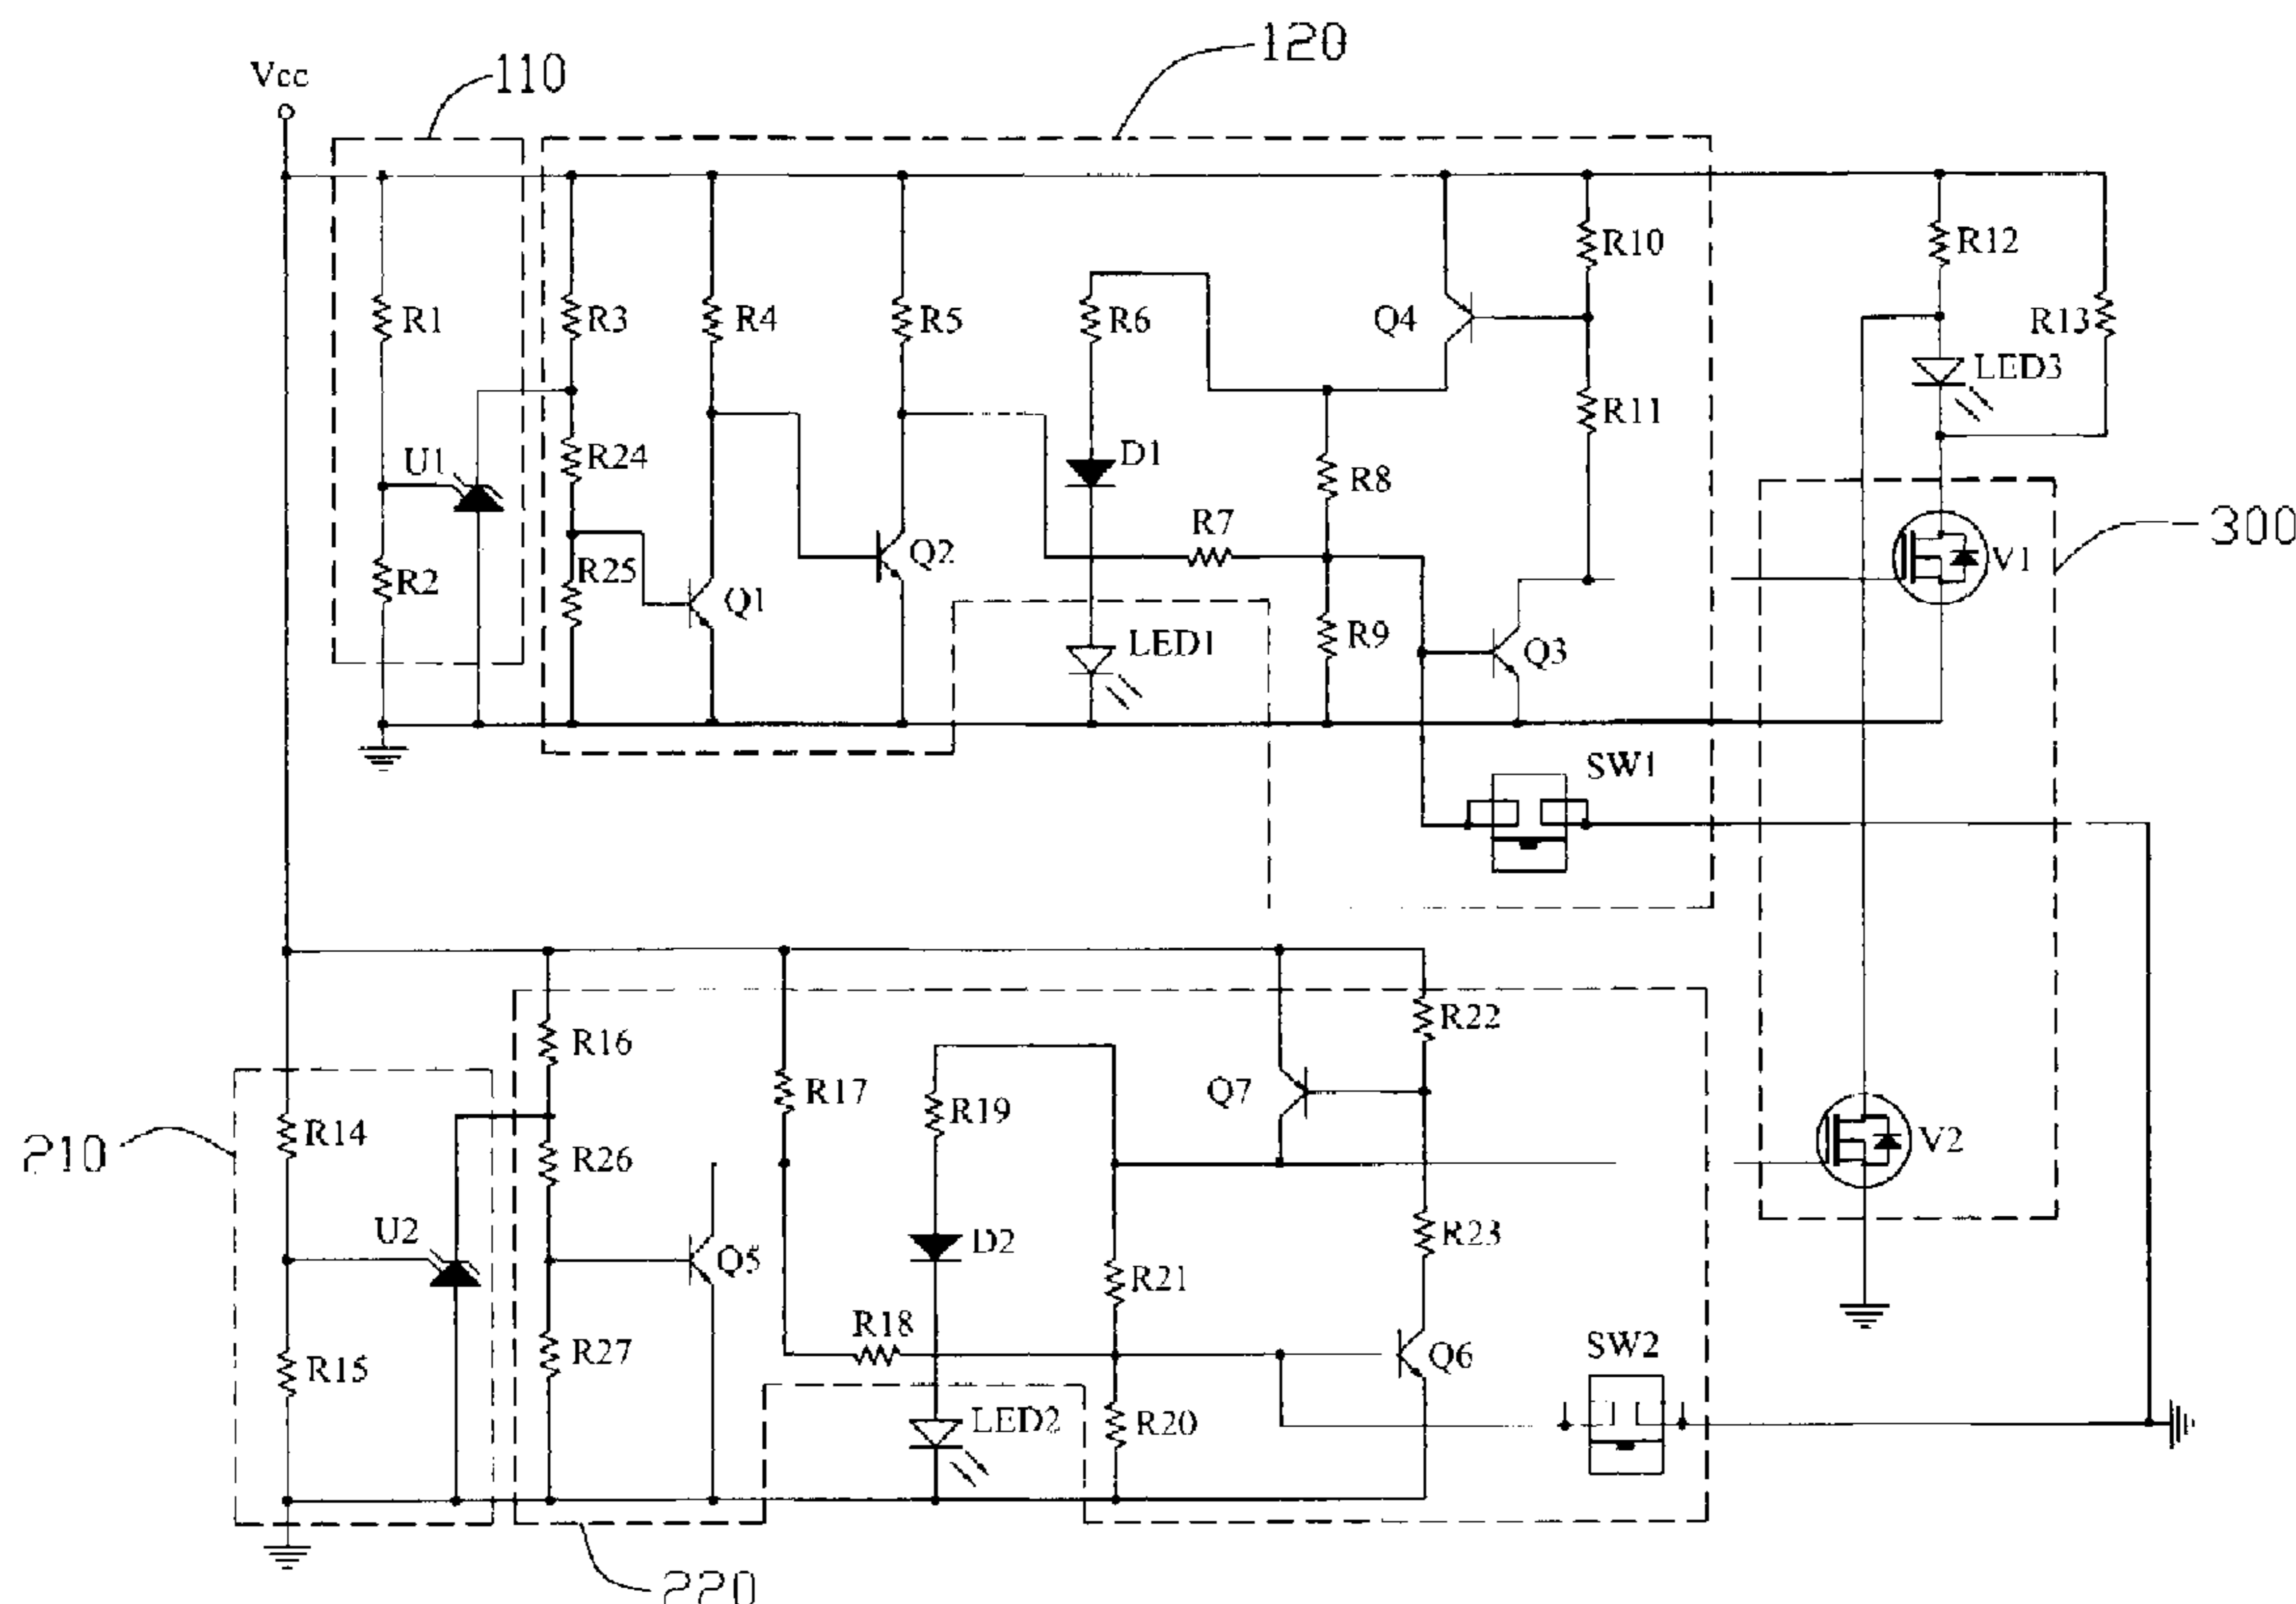 120
Vcc
110
R10
R12
R1
R3
R4
R5
R6
Q4
R13
LED3
R11
U1
R24
D1
R8
R7
300
R2
R25
Q1
Q2
V1
LED1
R9
Q3
SW1
R16
R22
R17
R19
Q7
210
R14
R26
V2
U2
Q5
D2
R23
R21
R15
R27
R18
Q6
SW2
LED2
R20
220